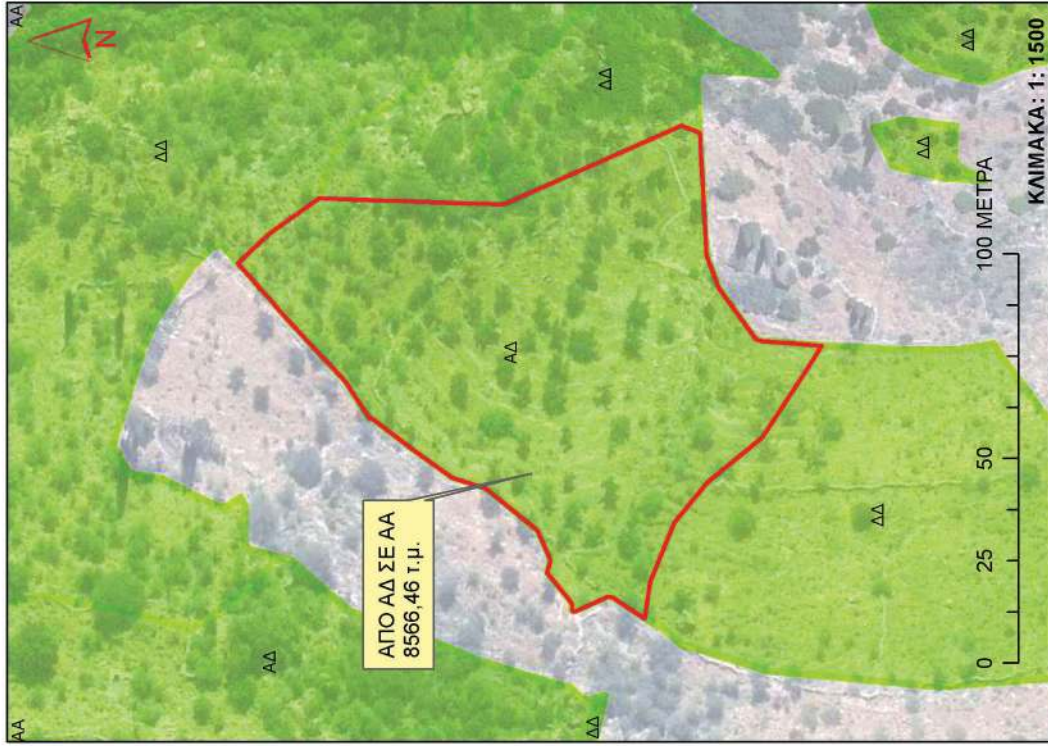 ΑΑ
ΑΑ
N
ΔΔ
ΔΔ
ΑΔ
ΔΔ
ΑΠΟ ΑΔ ΣΕ ΑΑ
8566,46 τ.μ.
ΑΔ
ΔΔ
ΔΔ
ΔΔ
0 25 50 100 ΜΕΤΡΑ
ΚΛΙΜΑΚΑ: 1: 1500